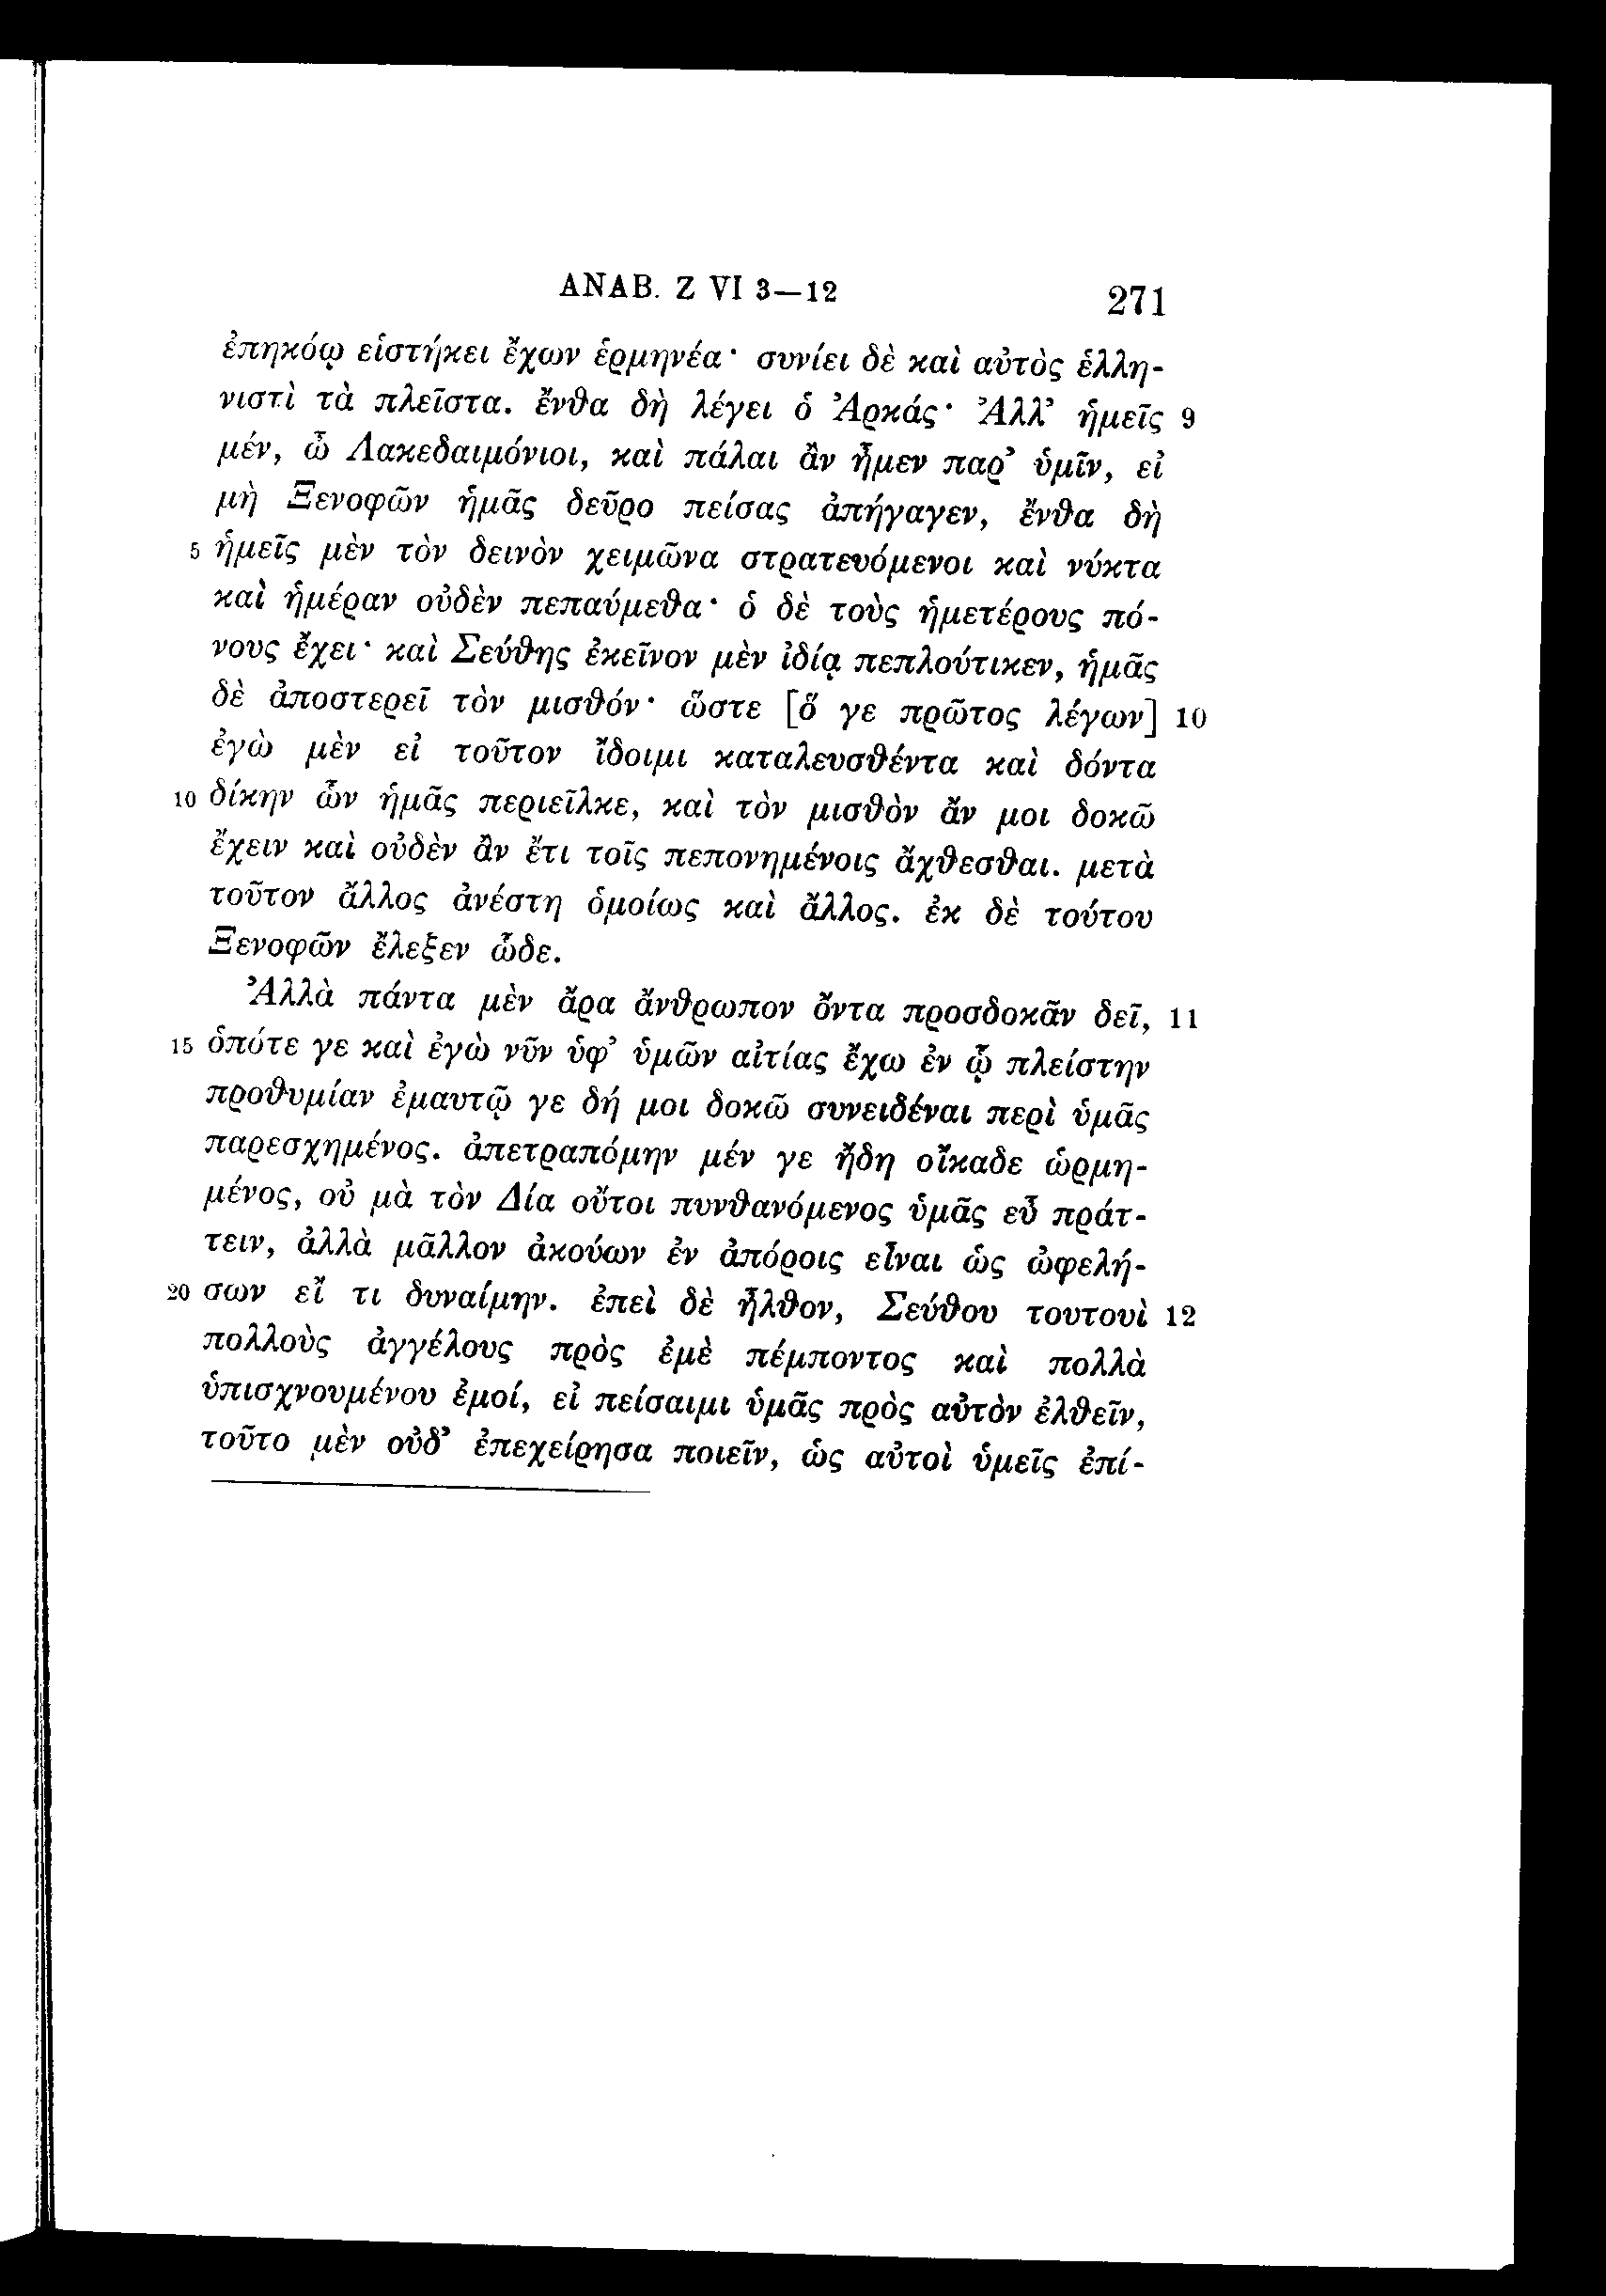 ANAB. Z VI 3—12 271
ἐπηκόῳ εἱστήκει ἔχων ἑρμηνέα· συνίει δὲ καὶ αὐτὸς ἑλλη-
νιστὶ τὰ πλεῖστα. ἔνθα δὴ λέγει ὁ Ἀρκάς· Ἀλλ’ ἡμεῖς 9
μέν, ὦ Λακεδαιμόνιοι, καὶ πάλαι ἂν ἦμεν παρ’ ὑμῖν, εἰ
μὴ Ξενοφῶν ἡμᾶς δεῦρο πείσας ἀπήγαγεν, ἔνθα δὴ
5 ἡμεῖς μὲν τὸν δεινὸν χειμῶνα στρατευόμενοι καὶ νύκτα
καὶ ἡμέραν οὐδὲν πεπαύμεθα· ὁ δὲ τοὺς ἡμετέρους πό-
νους ἔχει· καὶ Σεύθης ἐκεῖνον μὲν ἰδίᾳ πεπλούτικεν, ἡμᾶς
δὲ ἀποστερεῖ τὸν μισθόν· ὥστε [ὅ γε πρῶτος λέγων] 10
ἐγὼ μὲν εἰ τοῦτον ἴδοιμι καταλευσθέντα καὶ δόντα
10 δίκην ὧν ἡμᾶς περιεῖλκε, καὶ τὸν μισθὸν ἄν μοι δοκῶ
ἔχειν καὶ οὐδὲν ἂν ἔτι τοῖς πεπονημένοις ἄχθεσθαι. μετὰ
τοῦτον ἄλλος ἀνέστη ὁμοίως καὶ ἄλλος. ἐκ δὲ τούτου
Ξενοφῶν ἔλεξεν ὧδε.
Ἀλλὰ πάντα μὲν ἄρα ἄνθρωπον ὄντα προσδοκᾶν δεῖ, 11
15 ὁπότε γε καὶ ἐγὼ νῦν ὑφ’ ὑμῶν αἰτίας ἔχω ἐν ᾧ πλείστην
προθυμίαν ἐμαυτῷ γε δή μοι δοκῶ συνειδέναι περὶ ὑμᾶς
παρεσχημένος. ἀπετραπόμην μέν γε ἤδη οἴκαδε ὡρμη-
μένος, οὐ μὰ τὸν Δία οὔτοι πυνθανόμενος ὑμᾶς εὖ πράτ-
τειν, ἀλλὰ μᾶλλον ἀκούων ἐν ἀπόροις εἶναι ὡς ὠφελή-
20 σων εἴ τι δυναίμην. ἐπεὶ δὲ ἦλθον, Σεύθου τουτουὶ 12
πολλοὺς ἀγγέλους πρὸς ἐμὲ πέμποντος καὶ πολλὰ
ὑπισχνουμένου ἐμοί, εἰ πείσαιμι ὑμᾶς πρὸς αὐτὸν ἐλθεῖν,
τοῦτο μὲν οὐδ’ ἐπεχείρησα ποιεῖν, ὡς αὐτοὶ ὑμεῖς ἐπί-